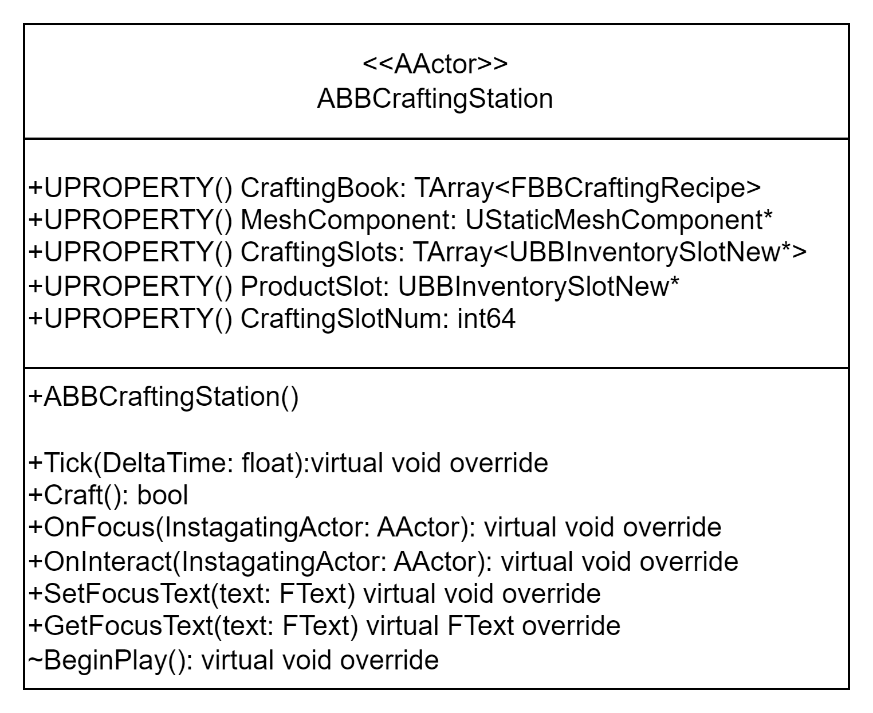 <<AActor>>
ABBCraftingStation
+UPROPERTY() CraftingBook: TArray<FBBCraftingRecipe>
+UPROPERTY() MeshComponent: UStaticMeshComponent*
+UPROPERTY() CraftingSlots: TArray<UBBInventorySlotNew*>
+UPROPERTY() ProductSlot: UBBInventorySlotNew*
+UPROPERTY() CraftingSlotNum: int64
+ABBCraftingStation()
+Tick(DeltaTime: float):virtual void override
+Craft(): bool
+OnFocus(InstagatingActor: AActor): virtual void override
+OnInteract(InstagatingActor: AActor): virtual void override
+SetFocusText(text: FText) virtual void override
+GetFocusText(text: FText) virtual FText override
~BeginPlay(): virtual void override